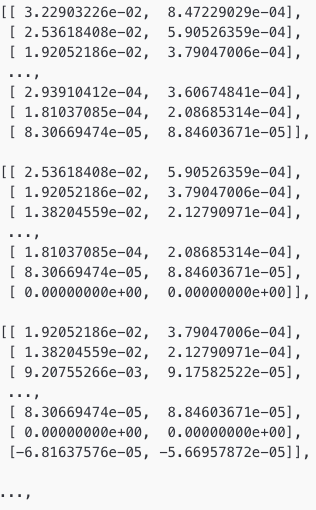 [[ 3.22903226e-02,  8.47229029e-04],
 [ 2.53618408e-02,  5.90526359e-04],
 [ 1.92052186e-02,  3.79047006e-04],
 ...,
 [ 2.93910412e-04,  3.60674841e-04],
 [ 1.81037085e-04,  2.08685314e-04],
 [ 8.30669474e-05,  8.84603671e-05]],

[[ 2.53618408e-02,  5.90526359e-04],
 [ 1.92052186e-02,  3.79047006e-04],
 [ 1.38204559e-02,  2.12790971e-04],
 ...,
 [ 1.81037085e-04,  2.08685314e-04],
 [ 8.30669474e-05,  8.84603671e-05],
 [ 0.00000000e+00,  0.00000000e+00]],

[[ 1.92052186e-02,  3.79047006e-04],
 [ 1.38204559e-02,  2.12790971e-04],
 [ 9.20755266e-03,  9.17582522e-05],
 ...,
 [ 8.30669474e-05,  8.84603671e-05],
 [ 0.00000000e+00,  0.00000000e+00],
 [-6.81637576e-05, -5.66957872e-05]],

...,